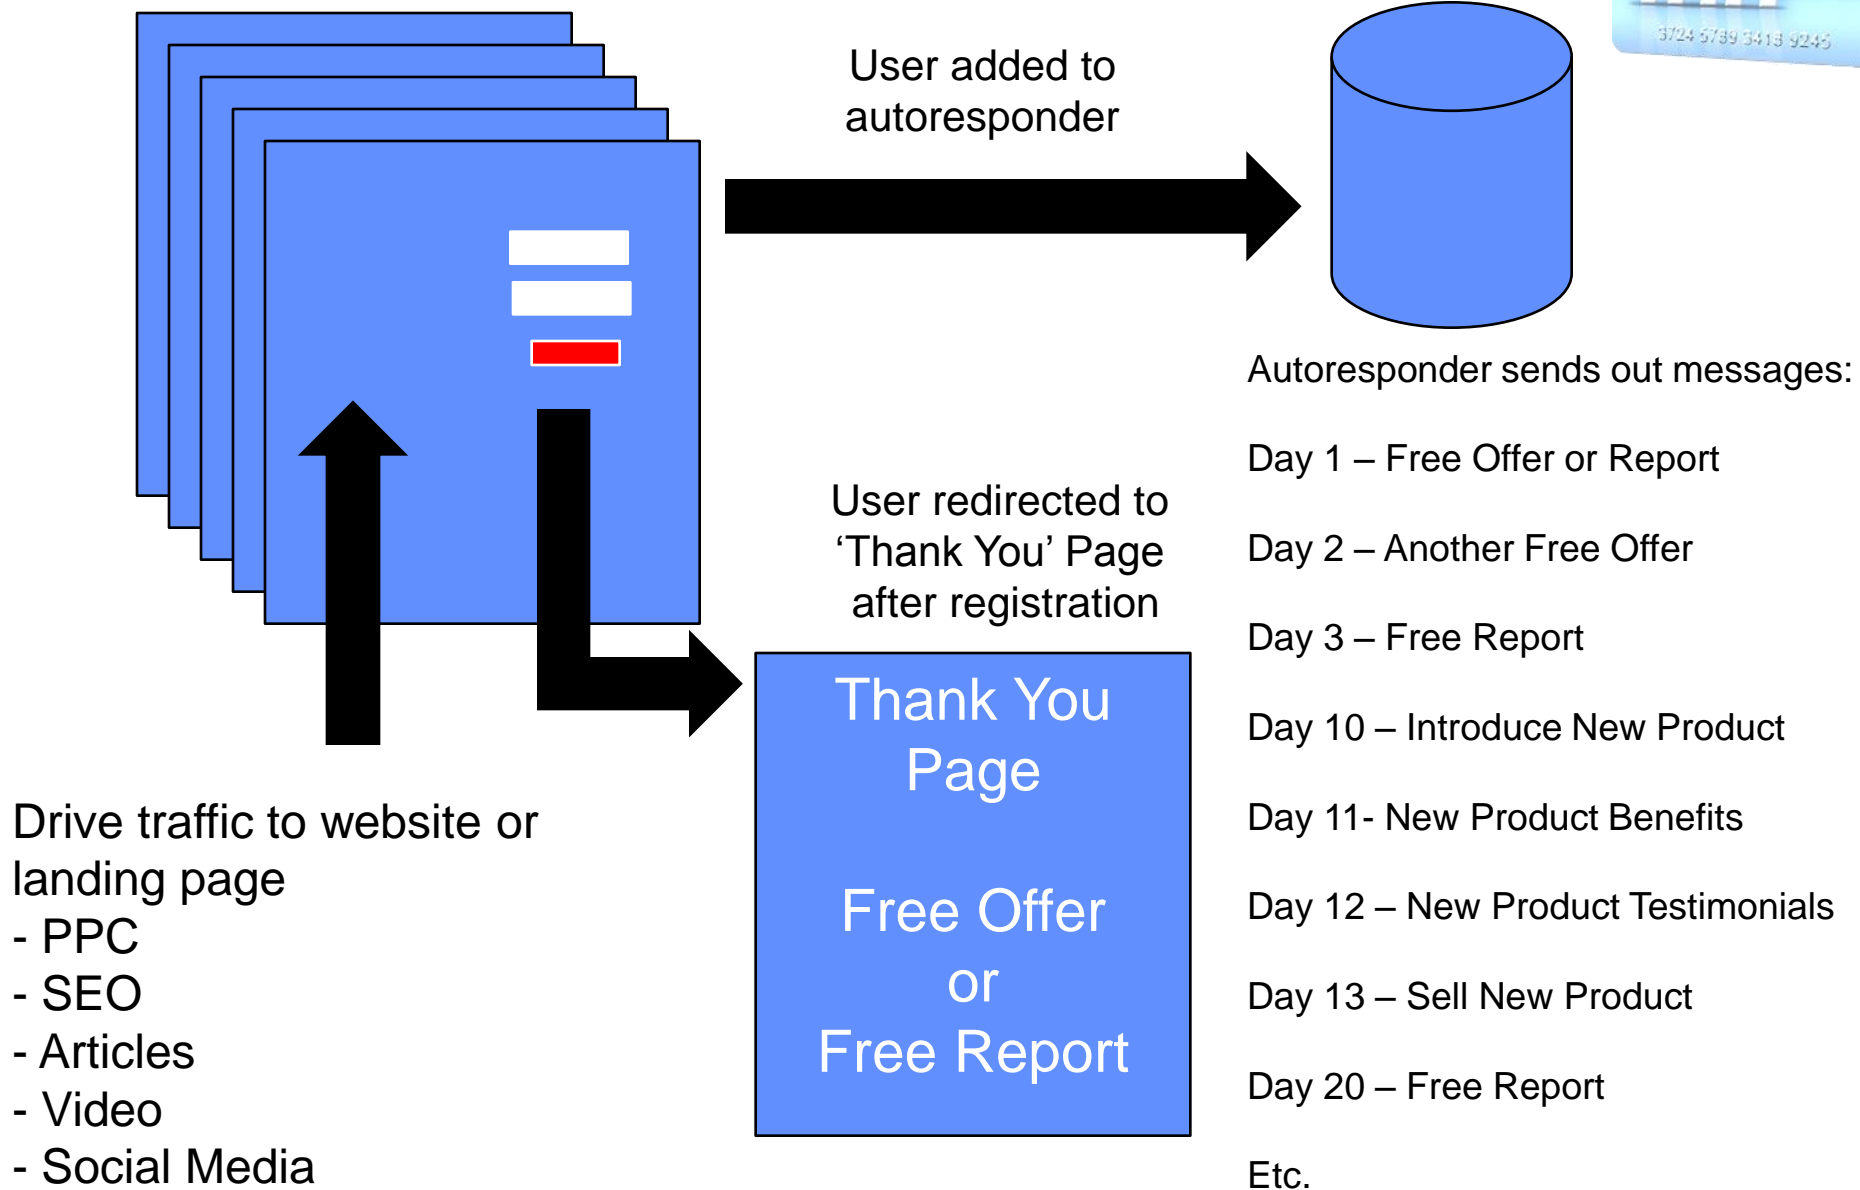 3724 5789 3418 9245
User added to
autoresponder
Autoresponder sends out messages:
Day 1 – Free Offer or Report
Day 2 – Another Free Offer
Day 3 – Free Report
Day 10 – Introduce New Product
Day 11- New Product Benefits
Day 12 – New Product Testimonials
Day 13 – Sell New Product
Day 20 – Free Report
Etc.
User redirected to
‘Thank You’ Page
after registration
Thank You
Page
Free Offer
or
Free Report
Drive traffic to website or
landing page
- PPC
- SEO
- Articles
- Video
- Social Media